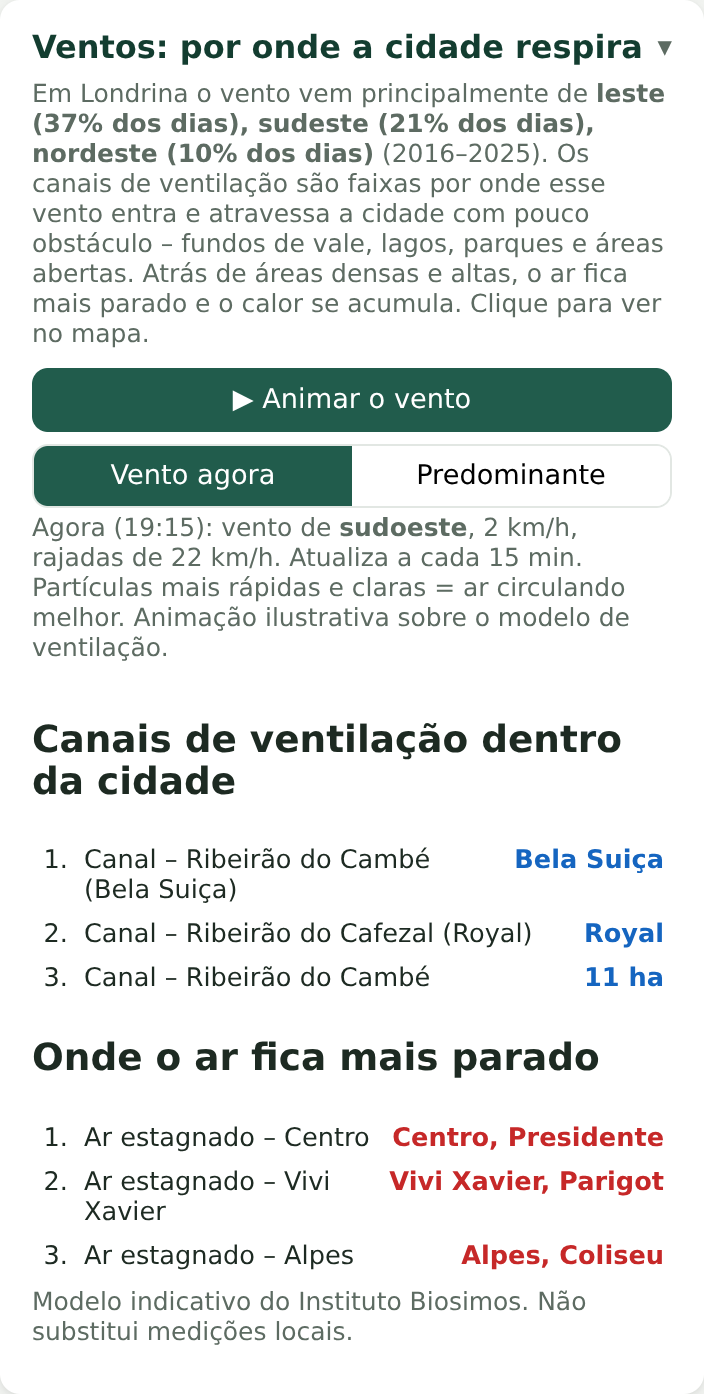 Ventos: por onde a cidade respira ▼
Em Londrina o vento vem principalmente de leste
(37% dos dias), sudeste (21% dos dias),
nordeste (10% dos dias) (2016–2025). Os
canais de ventilação são faixas por onde esse
vento entra e atravessa a cidade com pouco
obstáculo – fundos de vale, lagos, parques e áreas
abertas. Atrás de áreas densas e altas, o ar fica
mais parado e o calor se acumula. Clique para ver
no mapa.
▶ Animar o vento
Vento agora Predominante
Agora (19:15): vento de sudoeste, 2 km/h,
rajadas de 22 km/h. Atualiza a cada 15 min.
Partículas mais rápidas e claras = ar circulando
melhor. Animação ilustrativa sobre o modelo de
ventilação.
Canais de ventilação dentro
da cidade
1. Canal – Ribeirão do Cambé Bela Suiça
(Bela Suiça)
2. Canal – Ribeirão do Cafezal (Royal) Royal
3. Canal – Ribeirão do Cambé 11 ha
Onde o ar fica mais parado
1. Ar estagnado – Centro Centro, Presidente
2. Ar estagnado – Vivi Vivi Xavier, Parigot
Xavier
3. Ar estagnado – Alpes Alpes, Coliseu
Modelo indicativo do Instituto Biosimos. Não
substitui medições locais.